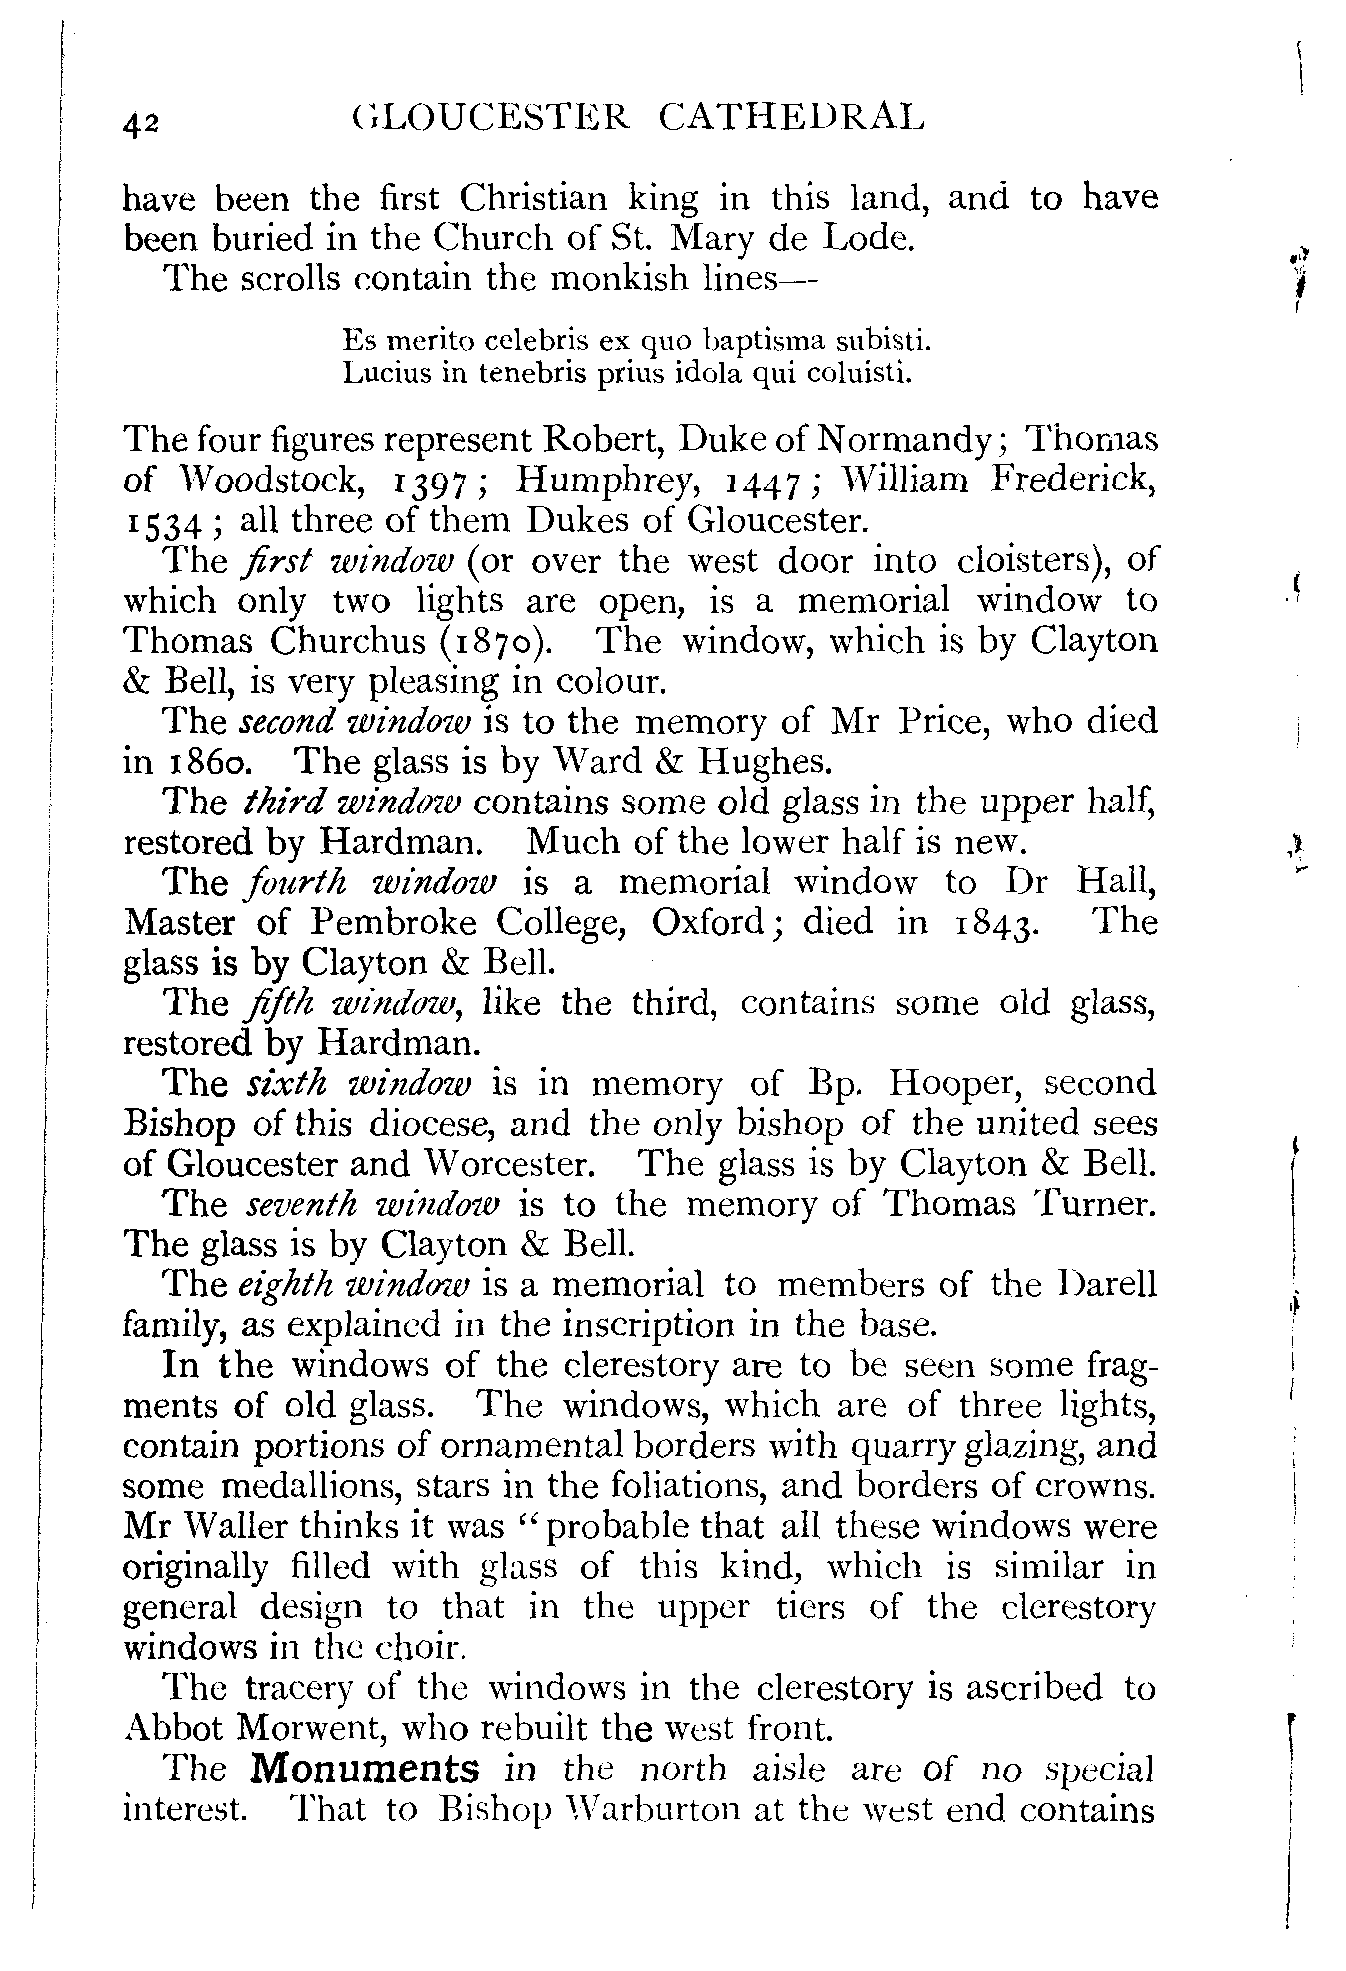 42 GLOUCESTER CATHEDRAL
have been the first Christian king in this land, and to have
been buried in the Church of St. Mary de Lode.
The scrolls contain the monkish lines—
Es merito celebris ex quo baptisma subisti.
Lucius in tenebris prius idola qui coluisti.
The four figures represent Robert, Duke of Normandy; Thomas
of Woodstock, 1397; Humphrey, 1447; William Frederick,
1534; all three of them Dukes of Gloucester.
The first window (or over the west door into cloisters), of
which only two lights are open, is a memorial window to
Thomas Churchus (1870). The window, which is by Clayton
& Bell, is very pleasing in colour.
The second window is to the memory of Mr Price, who died
in 1860. The glass is by Ward & Hughes.
The third window contains some old glass in the upper half,
restored by Hardman. Much of the lower half is new.
The fourth window is a memorial window to Dr Hall,
Master of Pembroke College, Oxford; died in 1843. The
glass is by Clayton & Bell.
The fifth window, like the third, contains some old glass,
restored by Hardman.
The sixth window is in memory of Bp. Hooper, second
Bishop of this diocese, and the only bishop of the united sees
of Gloucester and Worcester. The glass is by Clayton & Bell.
The seventh window is to the memory of Thomas Turner.
The glass is by Clayton & Bell.
The eighth window is a memorial to members of the Darell
family, as explained in the inscription in the base.
In the windows of the clerestory are to be seen some frag-
ments of old glass. The windows, which are of three lights,
contain portions of ornamental borders with quarry glazing, and
some medallions, stars in the foliations, and borders of crowns.
Mr Waller thinks it was “probable that all these windows were
originally filled with glass of this kind, which is similar in
general design to that in the upper tiers of the clerestory
windows in the choir.
The tracery of the windows in the clerestory is ascribed to
Abbot Morwent, who rebuilt the west front.
The Monuments in the north aisle are of no special
interest. That to Bishop Warburton at the west end contains